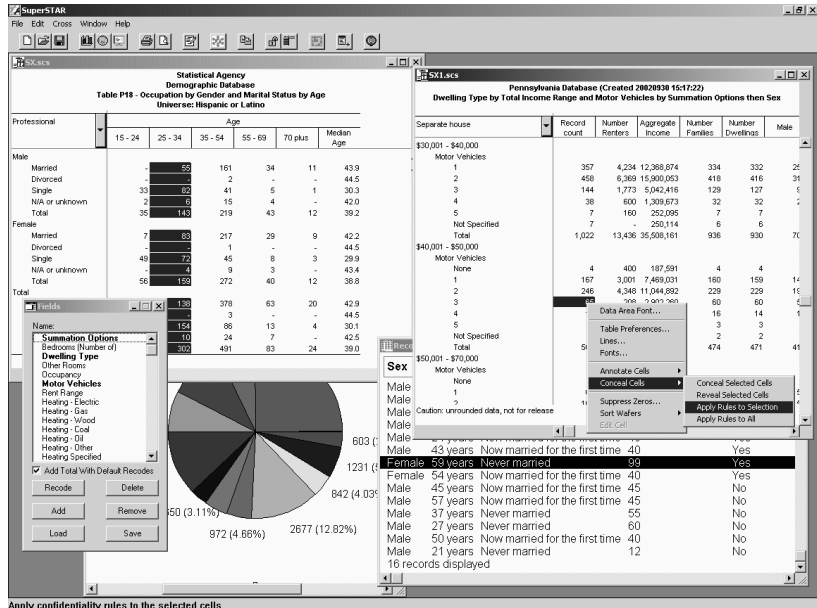 SuperSTAR
File Edit Cross Window Help
SX.scs
Statistical Agency
Demographic Database
Table P18 - Occupation by Gender and Marital Status by Age
Universe: Hispanic or Latino
Professional Age
15 - 24 25 - 34 35 - 54 55 - 69 70 plus Median Age
Male
Married - 55 161 34 11 43.9
Divorced - - 2 - - 44.5
Single 33 82 41 5 1 30.3
N/A or unknown 2 6 15 4 - 42.0
Total 35 143 219 43 12 39.2
Female
Married 7 83 217 29 9 42.2
Divorced - - 1 - - 44.5
Single 49 72 45 8 3 29.9
N/A or unknown - 4 9 3 - 43.4
Total 56 159 272 40 12 38.8
Total
138 378 63 20 42.9
- 3 - - 44.5
154 86 13 4 30.1
10 24 7 - 42.5
302 491 83 24 39.0
SX1.scs
Pennsylvania Database (Created 20020930 15:17:22)
Dwelling Type by Total Income Range and Motor Vehicles by Summation Options then Sex
Separate house Record count Number Renters Aggregate Income Number Families Number Dwellings Male
$30,001 - $40,000
Motor Vehicles
1 357 4,234 12,368,874 334 332
2 458 6,369 15,900,053 418 416
3 144 1,773 5,042,416 129 127
4 38 600 1,309,673 32 32
5 7 160 252,095 7 7
Not Specified 7 - 250,114 6 6
Total 1,022 13,436 35,508,161 936 930
$40,001 - $50,000
Motor Vehicles
None 4 400 187,591 4 4
1 167 3,001 7,469,031 160 159
2 246 4,348 11,044,892 229 229
3 65 208 2,902,260 60 60
4 16 14
5 3 3
Not Specified 2 2
Total 474 471
$50,001 - $70,000
Motor Vehicles
None
1
2
Caution: unrounded data, not for release
Data Area Font...
Table Preferences...
Lines...
Fonts...
Annotate Cells
Conceal Cells
Suppress Zeros...
Sort Wafers
Edit Cell
Conceal Selected Cells
Reveal Selected Cells
Apply Rules to Selection
Apply Rules to All
Fields
Name:
Summation Options
Bedrooms (Number of)
Dwelling Type
Other Rooms
Occupancy
Motor Vehicles
Rent Range
Heating - Electric
Heating - Gas
Heating - Wood
Heating - Coal
Heating - Oil
Heating - Other
Heating Specified
Add Total With Default Recodes
Recode Delete
Add Remove
Load Save
603
1231
842 (4.03%
2677 (12.82%)
972 (4.66%)
650 (3.11%)
Sex
Male
Male
Male
Male
Male
Male 43 years Now married for the first time 40 Yes
Female 59 years Never married 99 Yes
Female 54 years Now married for the first time 40 Yes
Male 45 years Now married for the first time 45 No
Male 57 years Now married for the first time 45 No
Male 37 years Never married 55 No
Male 27 years Never married 60 No
Male 50 years Now married for the first time 40 No
Male 21 years Never married 12 No
16 records displayed
Apply confidentiality rules to the selected cells